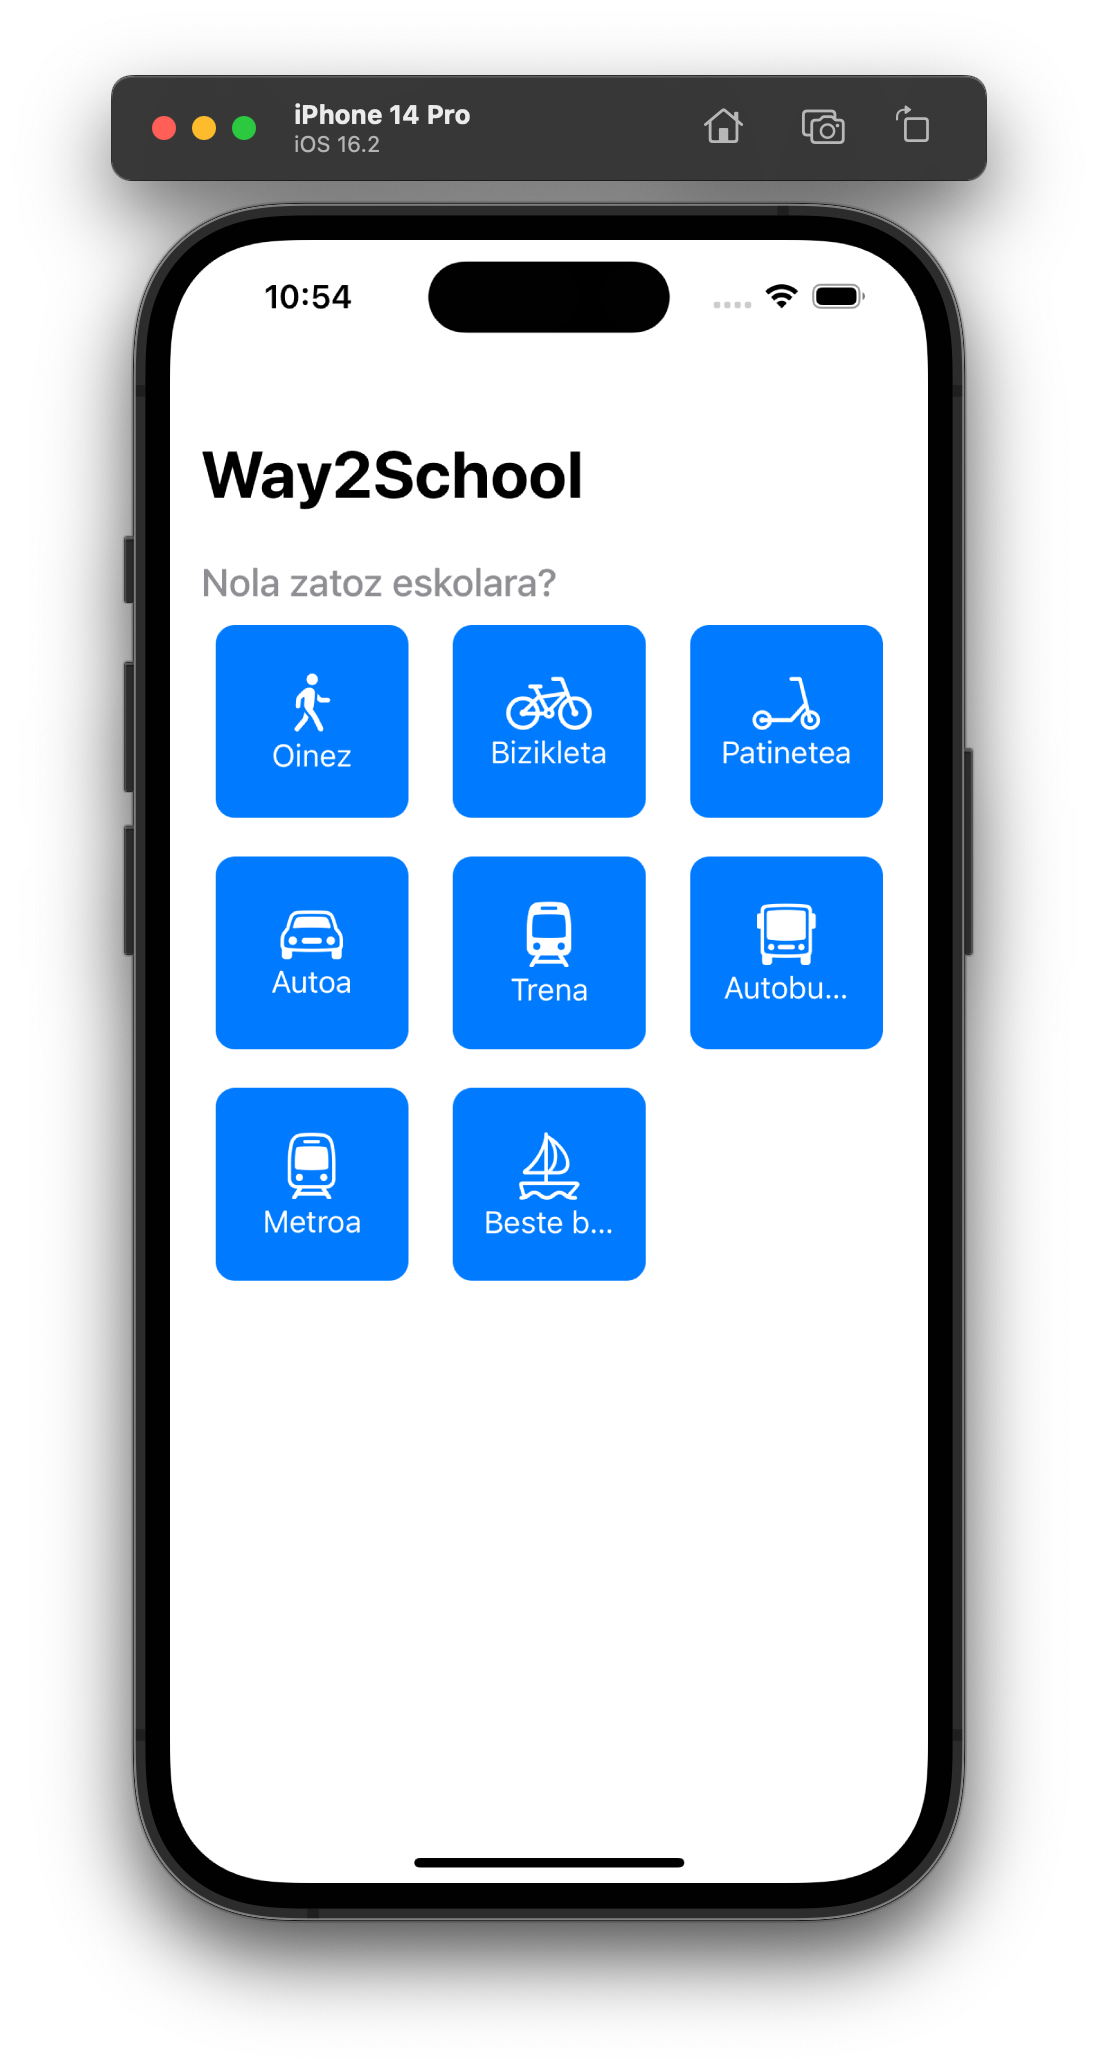 iPhone 14 Pro
iOS 16.2
10:54
Way2School
Nola zatoz eskolara?
Oinez
Bizikleta
Patinetea
Autoa
Trena
Autobu...
Metroa
Beste b...